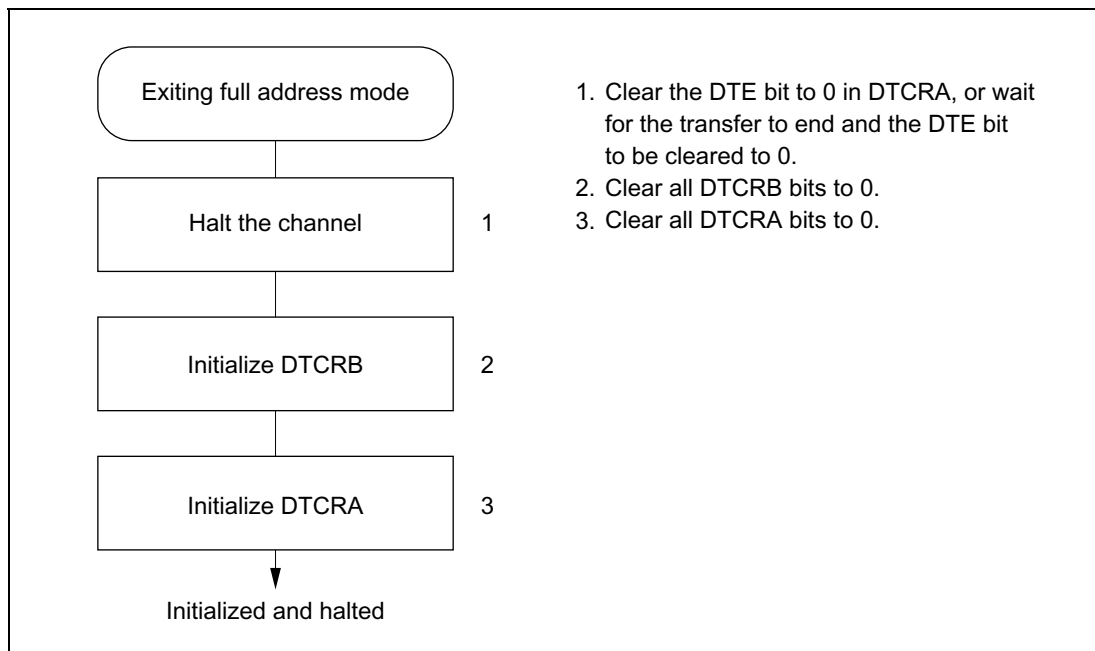 Exiting full address mode
Halt the channel
1
Initialize DTCRB
2
Initialize DTCRA
3
Initialized and halted
1. Clear the DTE bit to 0 in DTCRA, or wait
for the transfer to end and the DTE bit
to be cleared to 0.
2. Clear all DTCRB bits to 0.
3. Clear all DTCRA bits to 0.